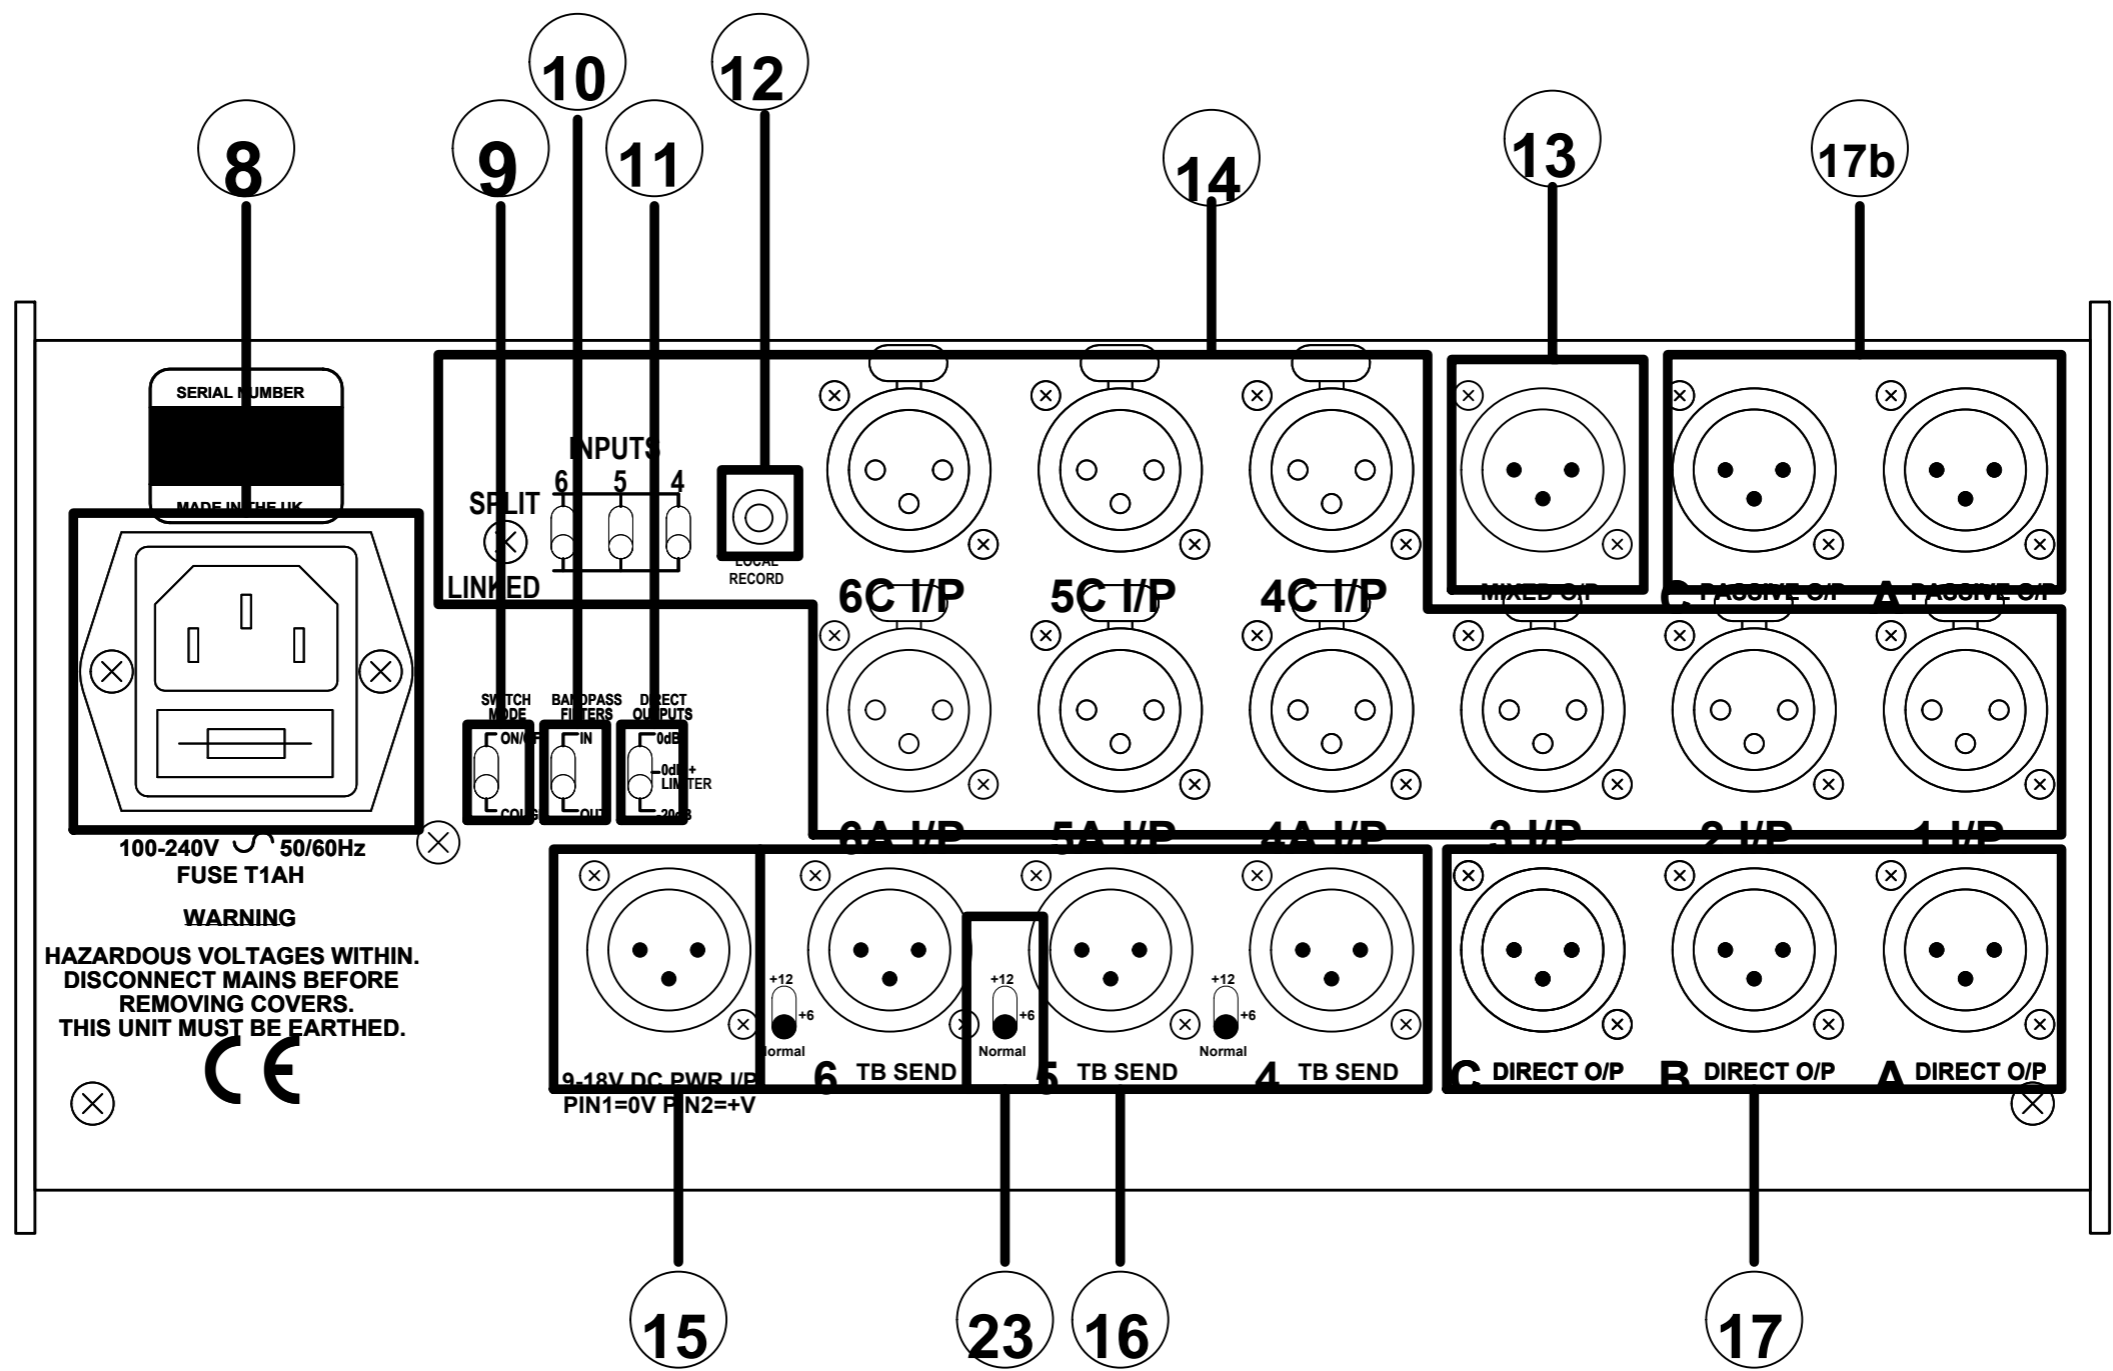 10
12
8
9
11
14
13
17b
SERIAL NUMBER
MADE IN THE UK
INPUTS
6 5 4
SPLIT
LINKED
LOCAL
RECORD
6C I/P
5C I/P
4C I/P
MIXED O/P
C PASSIVE O/P
A PASSIVE O/P
SWITCH
MODE
ON/OFF
COUGH
BANDPASS
FILTERS
IN
OUT
DIRECT
OUTPUTS
0dB
0dB +
LIMITER
-20dB
6A I/P
5A I/P
4A I/P
3 I/P
2 I/P
1 I/P
100-240V 50/60Hz
FUSE T1AH
WARNING
HAZARDOUS VOLTAGES WITHIN.
DISCONNECT MAINS BEFORE
REMOVING COVERS.
THIS UNIT MUST BE EARTHED.
CE
9-18V DC PWR I/P
PIN1=0V PIN2=+V
+12
+6
Normal
6 TB SEND
+12
+6
Normal
5 TB SEND
+12
+6
Normal
4 TB SEND
C DIRECT O/P
B DIRECT O/P
A DIRECT O/P
15
23
16
17